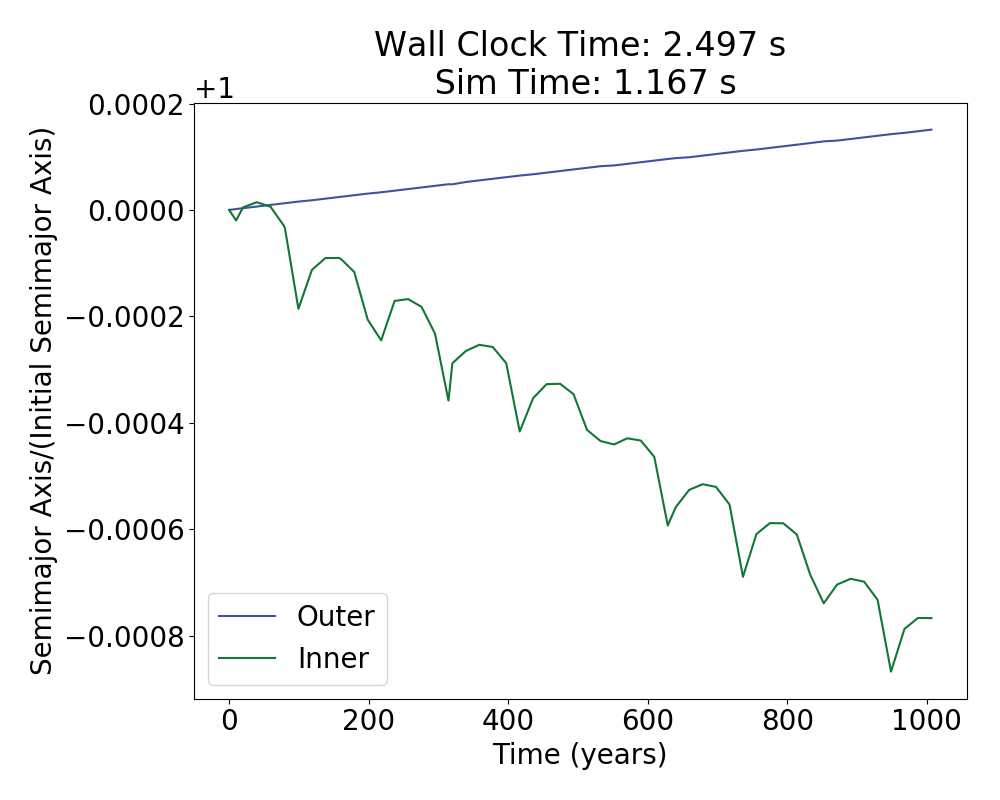 Wall Clock Time: 2.497 s
Sim Time: 1.167 s
+1
0.0002
0.0000
−0.0002
−0.0004
−0.0006
−0.0008
Semimajor Axis/(Initial Semimajor Axis)
Outer
Inner
0 200 400 600 800 1000
Time (years)